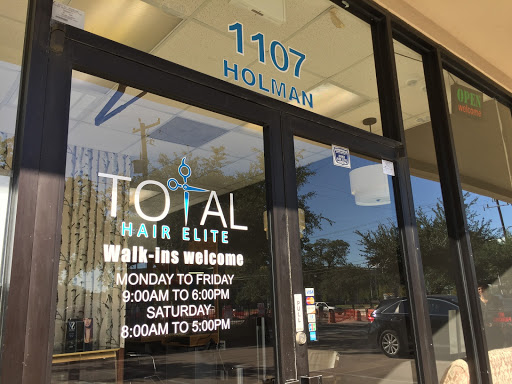 1107
HOLMAN
OPEN
TOTAL
HAIR ELITE
Walk-ins welcome
MONDAY TO FRIDAY
9:00AM TO 6:00PM
SATURDAY
8:00AM TO 5:00PM